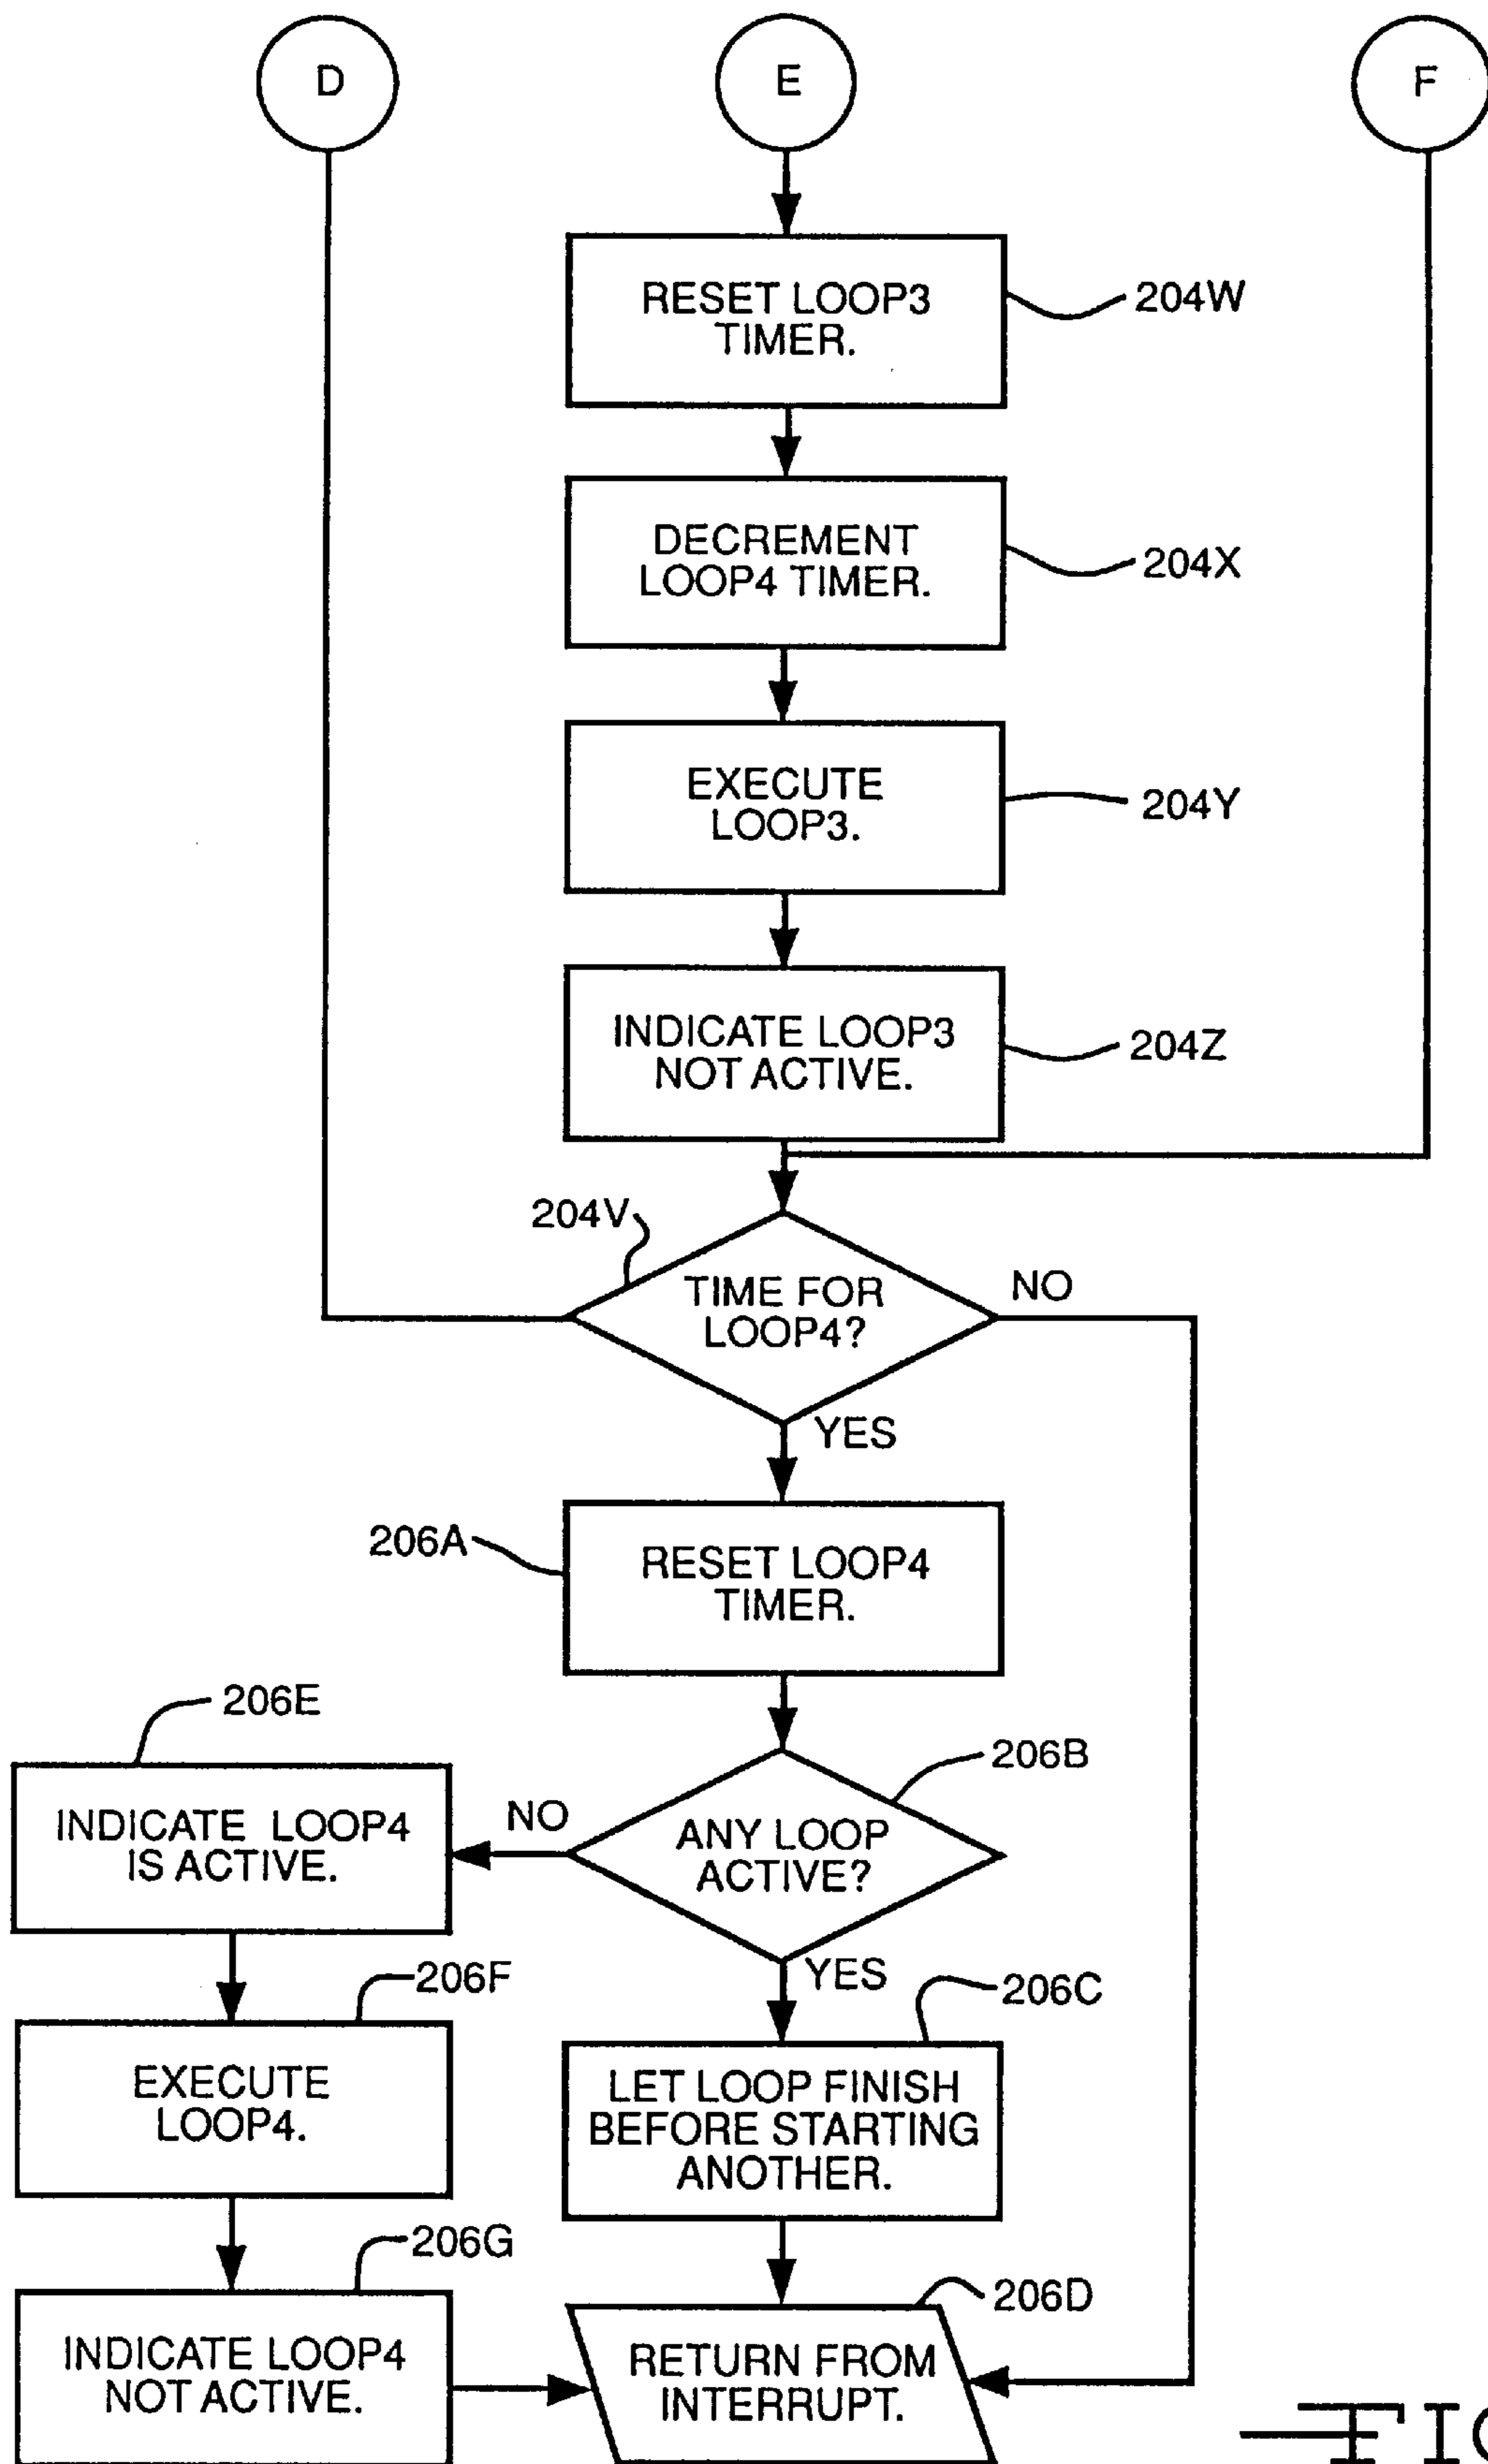 D
E
F
RESET LOOP3
TIMER.
204W
DECREMENT
LOOP4 TIMER.
204X
EXECUTE
LOOP3.
204Y
INDICATE LOOP3
NOT ACTIVE.
204Z
204V
TIME FOR
LOOP4?
NO
YES
206A
RESET LOOP4
TIMER.
206E
206B
INDICATE LOOP4
IS ACTIVE.
NO
ANY LOOP
ACTIVE?
YES
206F
206C
EXECUTE
LOOP4.
LET LOOP FINISH
BEFORE STARTING
ANOTHER.
206G
206D
INDICATE LOOP4
NOT ACTIVE.
RETURN FROM
INTERRUPT.